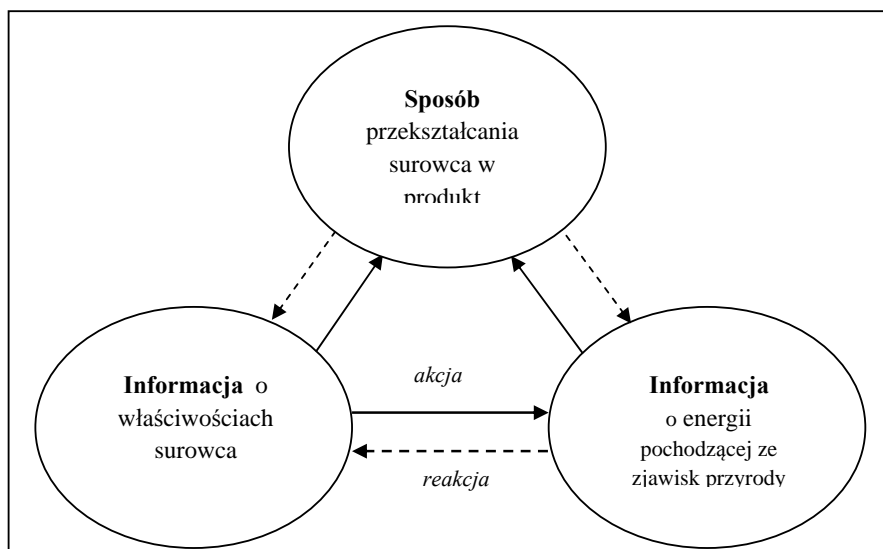 Sposób
przekształcania
surowca w
produkt
Informacja o
właściwościach
surowca
akcja
reakcja
Informacja
o energii
pochodzącej ze
zjawisk przyrody